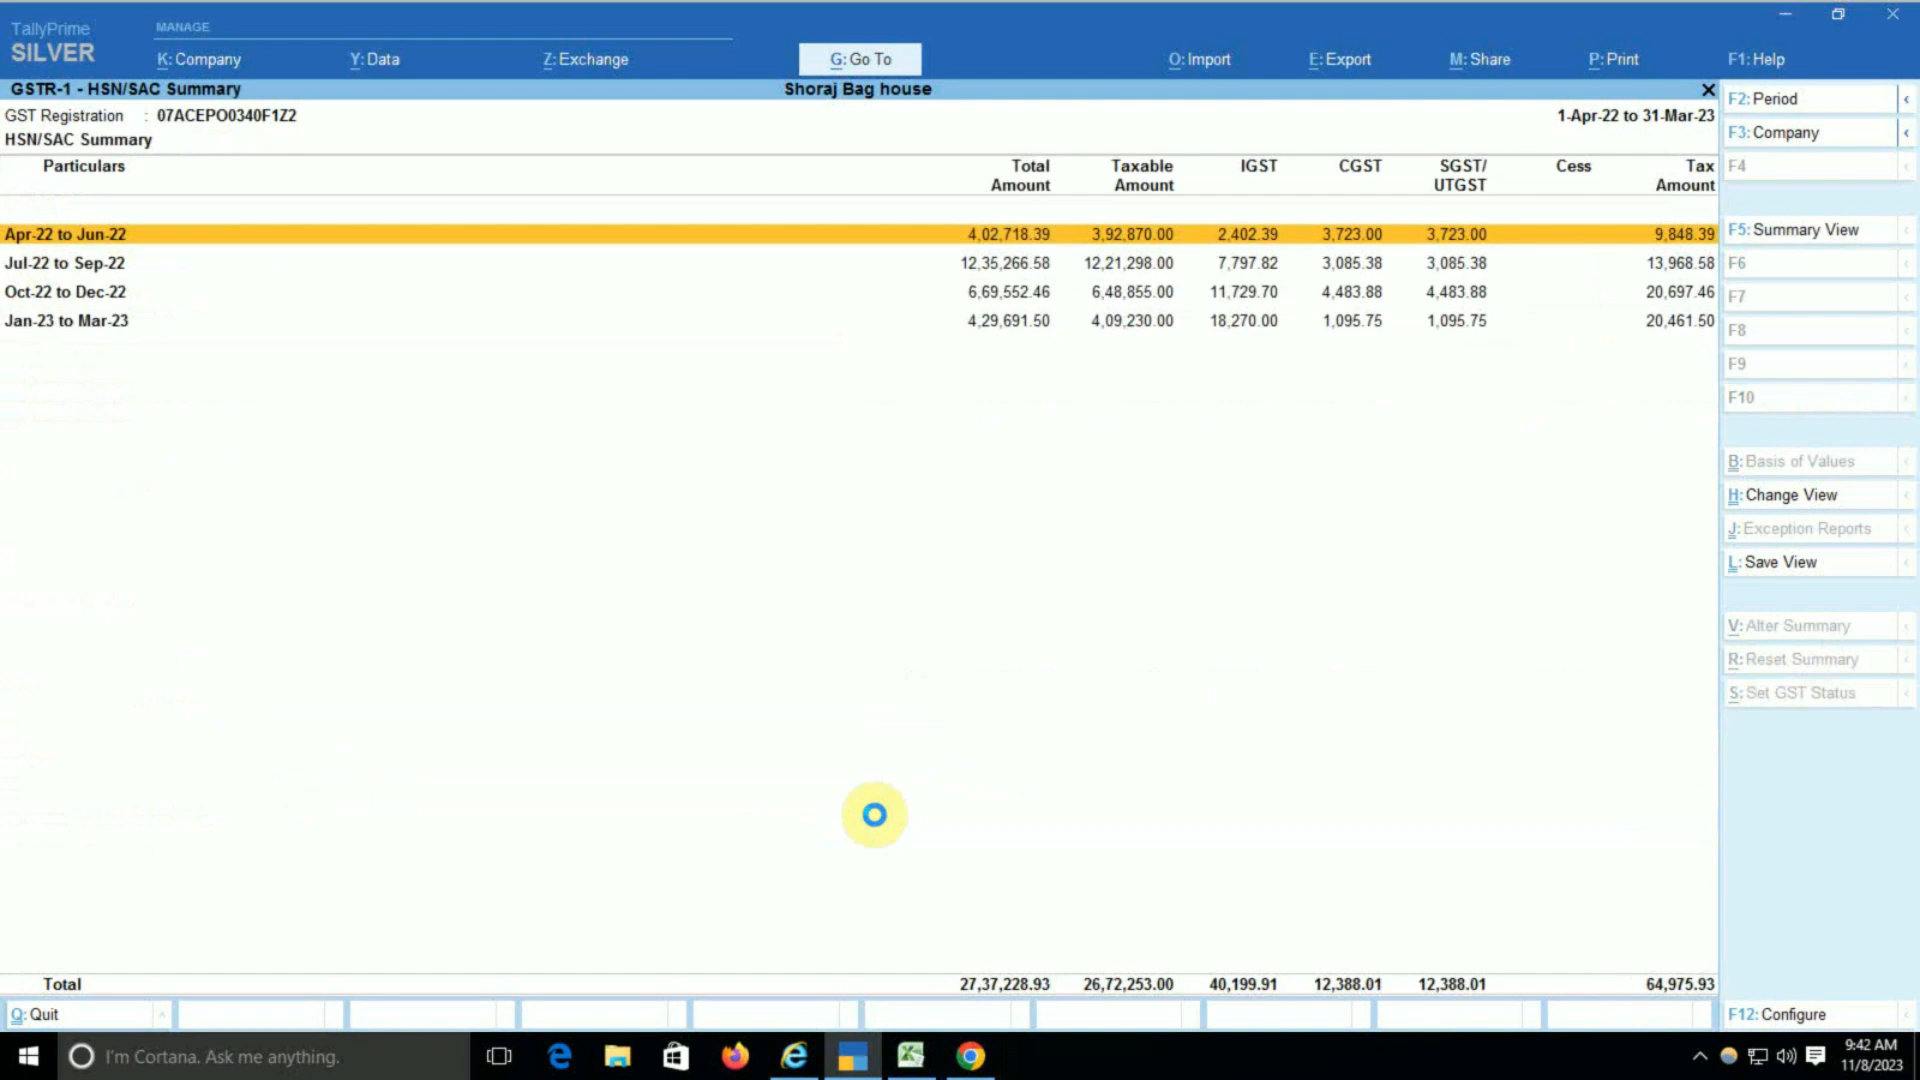 TallyPrime
SILVER
MANAGE
K: Company
Y: Data
Z: Exchange
G: Go To
O: Import
E: Export
M: Share
P: Print
F1: Help
GSTR-1 - HSN/SAC Summary
Shoraj Bag house
GST Registration : 07ACEPO0340F1Z2
1-Apr-22 to 31-Mar-23
HSN/SAC Summary
Particulars Total Amount Taxable Amount IGST CGST SGST/ UTGST Cess Tax Amount
Apr-22 to Jun-22 4,02,718.39 3,92,870.00 2,402.39 3,723.00 3,723.00 9,848.39
Jul-22 to Sep-22 12,35,266.58 12,21,298.00 7,797.82 3,085.38 3,085.38 13,968.58
Oct-22 to Dec-22 6,69,552.46 6,48,855.00 11,729.70 4,483.88 4,483.88 20,697.46
Jan-23 to Mar-23 4,29,691.50 4,09,230.00 18,270.00 1,095.75 1,095.75 20,461.50
Total 27,37,228.93 26,72,253.00 40,199.91 12,388.01 12,388.01 64,975.93
F2: Period
F3: Company
F4
F5: Summary View
F6
F7
F8
F9
F10
B: Basis of Values
H: Change View
J: Exception Reports
L: Save View
V: Alter Summary
R: Reset Summary
S: Set GST Status
Q: Quit
F12: Configure
I'm Cortana. Ask me anything.
9:42 AM
11/8/2023